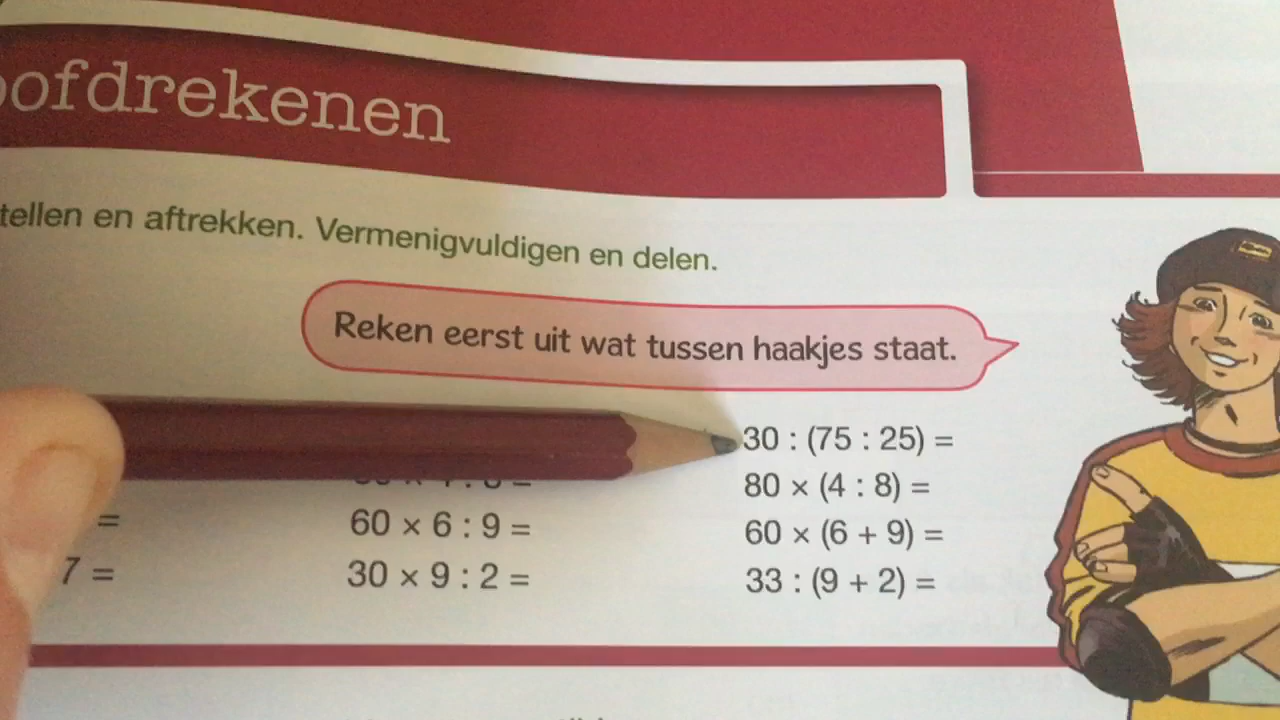 ofdrekenen
tellen en aftrekken. Vermenigvuldigen en delen.
Reken eerst uit wat tussen haakjes staat.
30 : (75 : 25) =
80 × (4 : 8) =
= 60 × 6 : 9 = 60 × (6 + 9) =
7 = 30 × 9 : 2 = 33 : (9 + 2) =